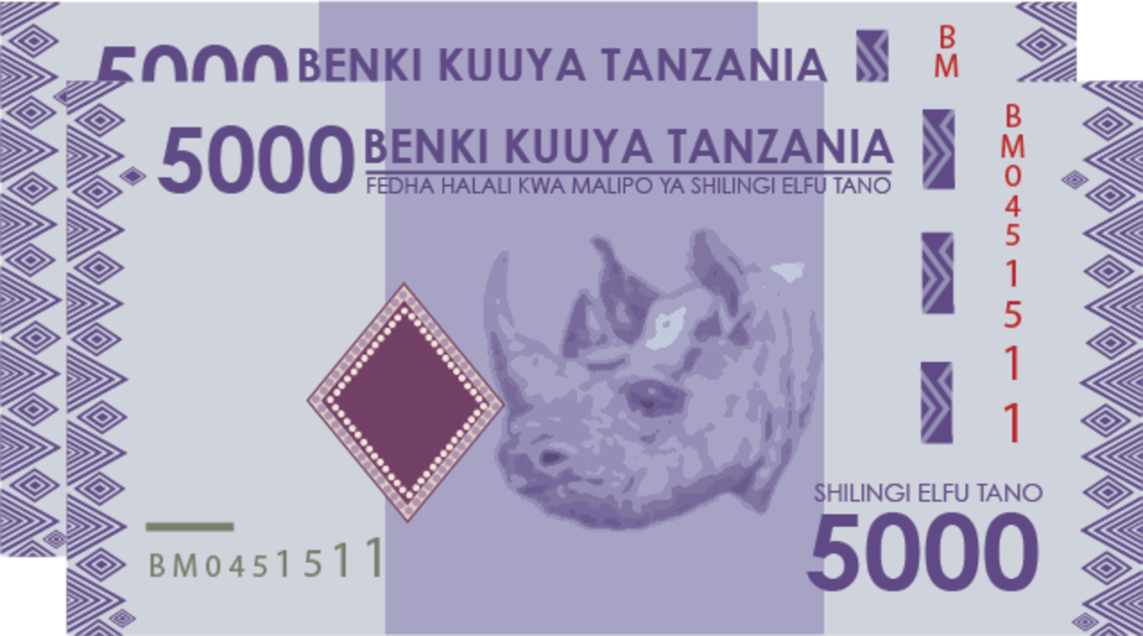 5000 BENKI KUUYA TANZANIA
BM
5000 BENKI KUUYA TANZANIA
FEDHA HALALI KWA MALIPO YA SHILINGI ELFU TANO
BM0451511
SHILINGI ELFU TANO
5000
BM0451511